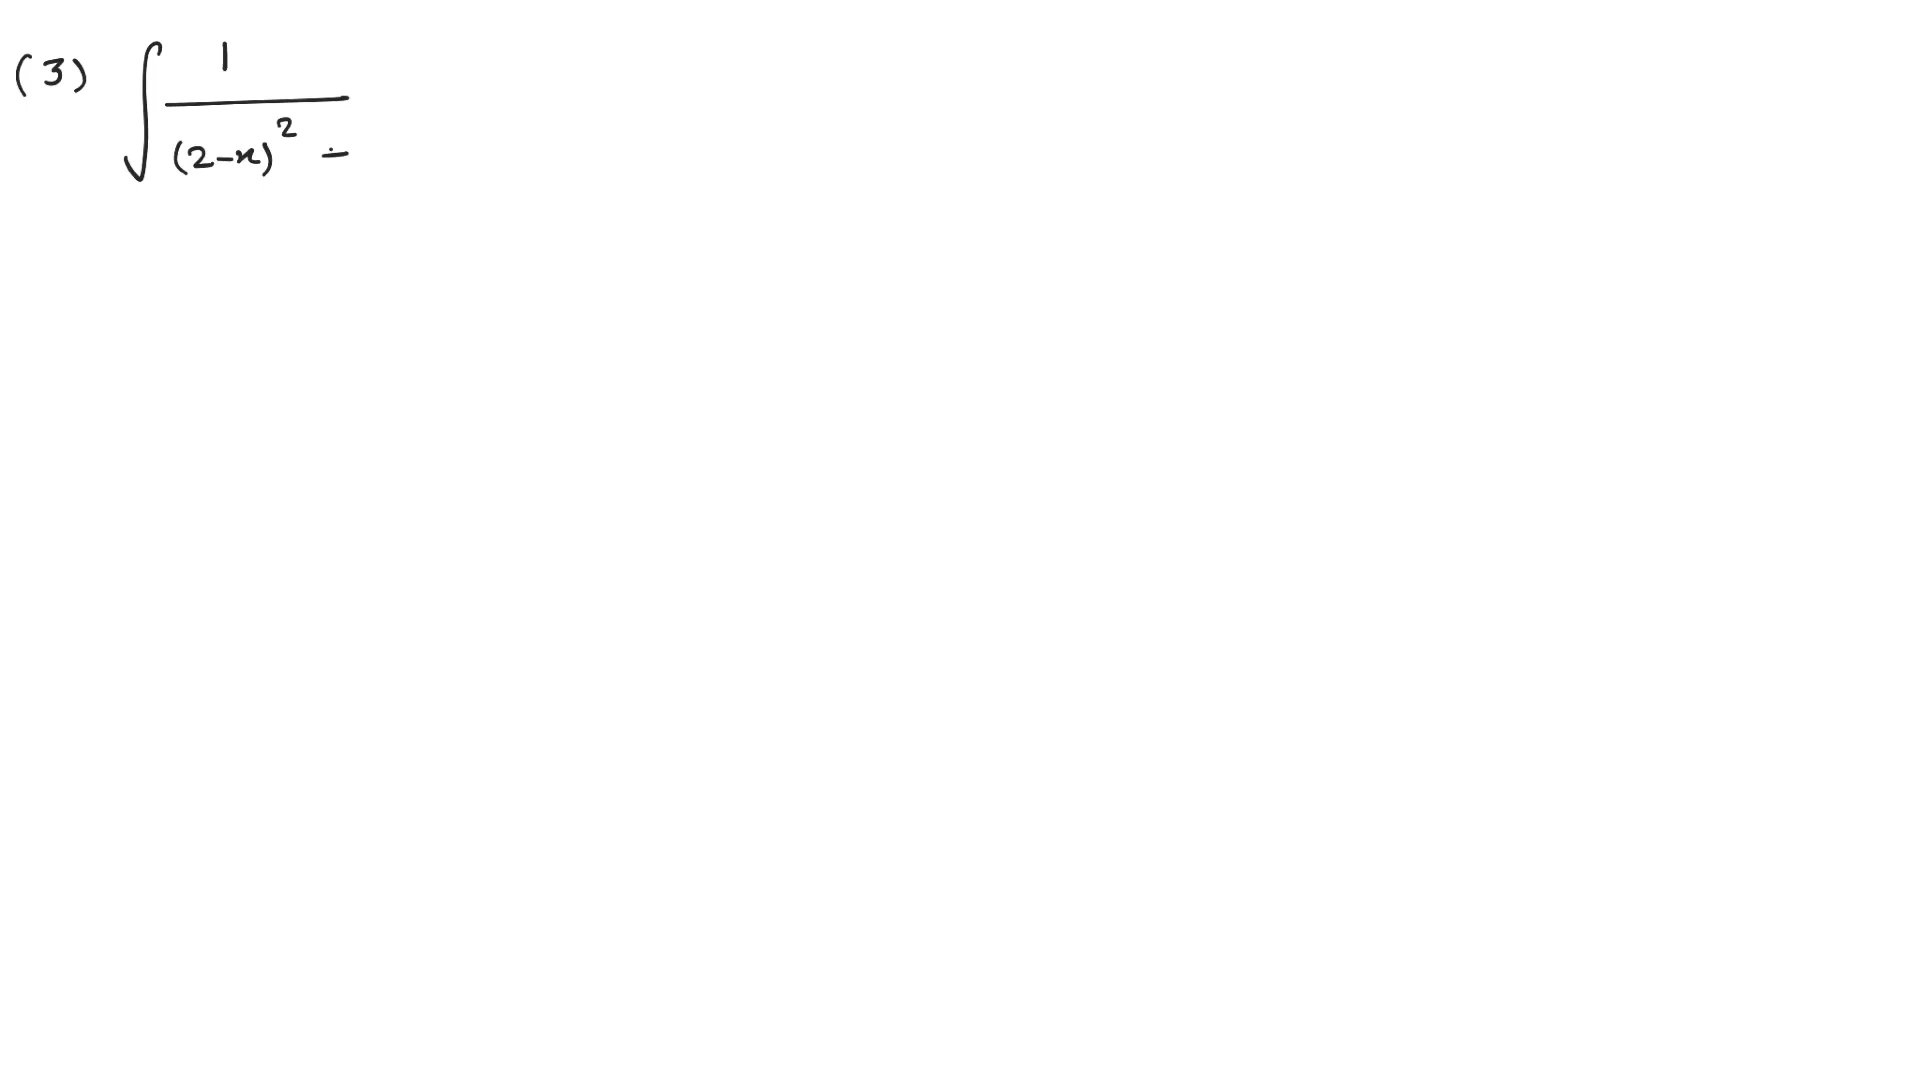 (3) ∫ 1 / (2-x)² -